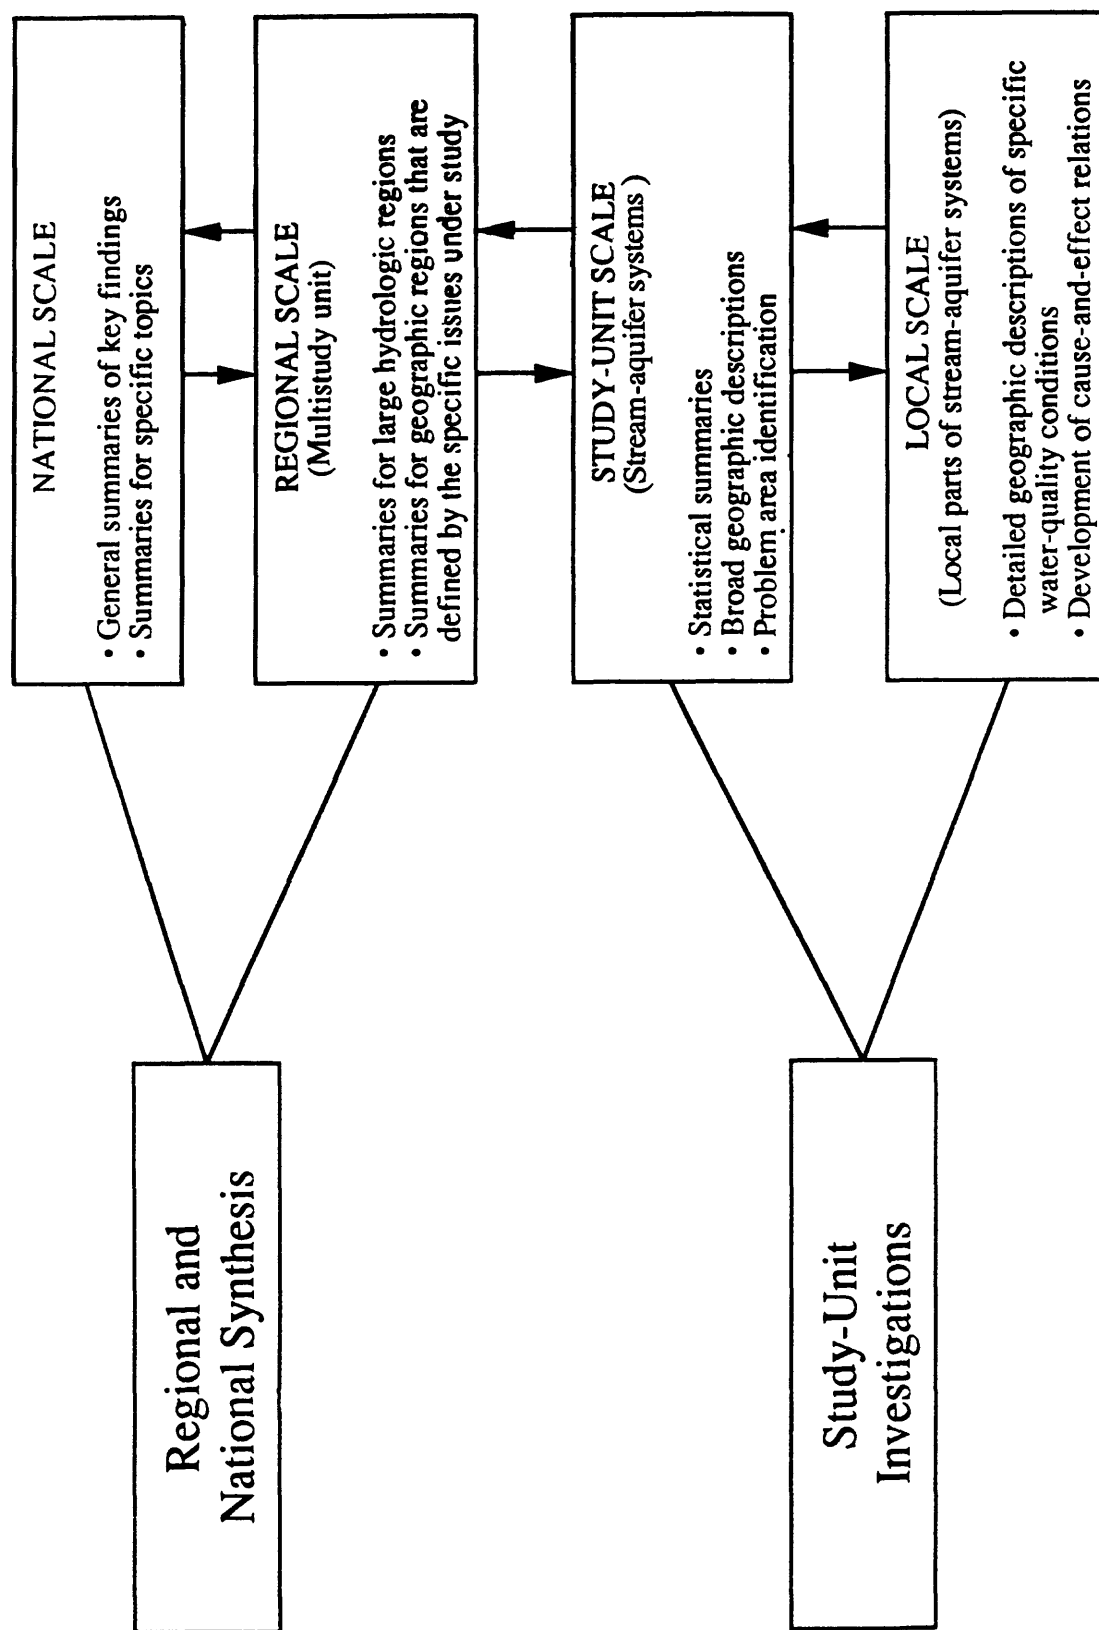 Regional and
National Synthesis
NATIONAL SCALE
• General summaries of key findings
• Summaries for specific topics
REGIONAL SCALE
(Multistudy unit)
• Summaries for large hydrologic regions
• Summaries for geographic regions that are
defined by the specific issues under study
Study-Unit
Investigations
STUDY-UNIT SCALE
(Stream-aquifer systems )
• Statistical summaries
• Broad geographic descriptions
• Problem area identification
LOCAL SCALE
(Local parts of stream-aquifer systems)
• Detailed geographic descriptions of specific
water-quality conditions
• Development of cause-and-effect relations